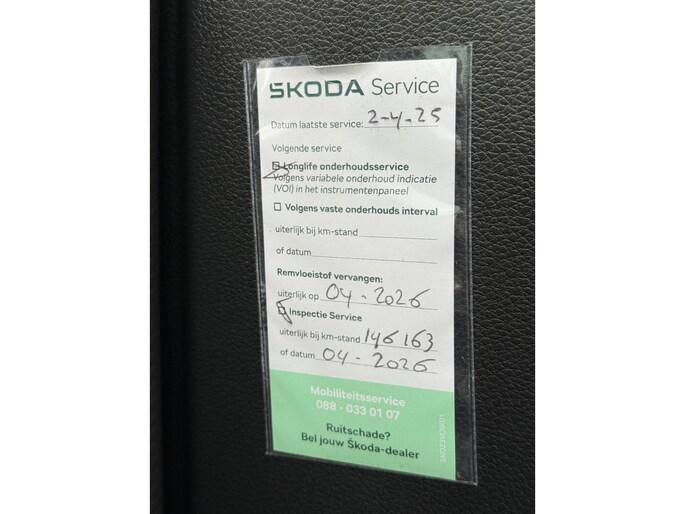 ŠKODA Service
Datum laatste service: 2-4-25
Volgende service
Longlife onderhoudsservice
Volgens variabele onderhoud indicatie
(VOI) in het instrumentenpaneel
Volgens vaste onderhouds interval
uiterlijk bij km-stand
of datum
Remvloeistof vervangen:
uiterlijk op 04-2026
Inspectie Service
uiterlijk bij km-stand 146163
of datum 04-2026
Mobiliteitsservice
088 - 033 01 07
Ruitschade?
Bel jouw Škoda-dealer